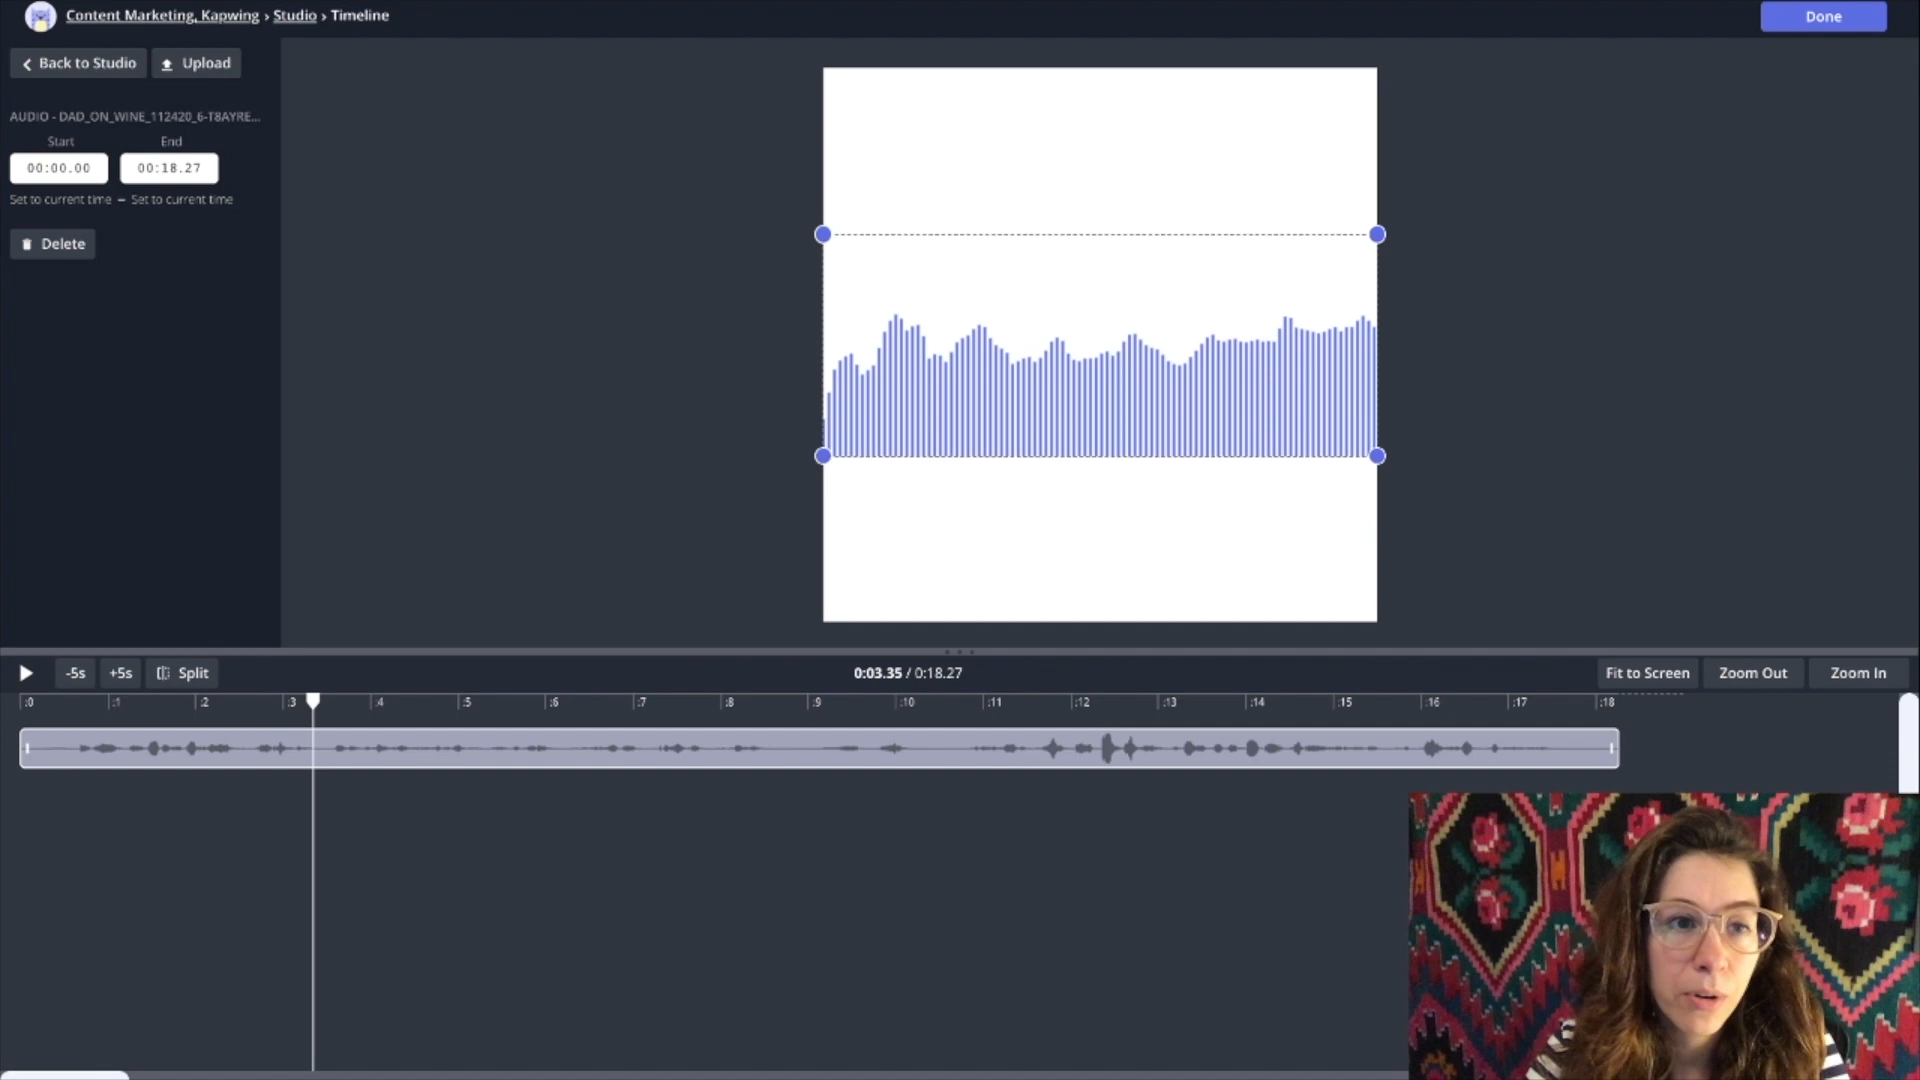 Content Marketing, Kapwing › Studio › Timeline
Done
Back to Studio
Upload
AUDIO - DAD_ON_WINE_112420_6-T8AYRE...
Start
End
00:00.00
00:18.27
Set to current time – Set to current time
Delete
-5s
+5s
Split
0:03.35 / 0:18.27
Fit to Screen
Zoom Out
Zoom In
:0 :1 :2 :3 :4 :5 :6 :7 :8 :9 :10 :11 :12 :13 :14 :15 :16 :17 :18